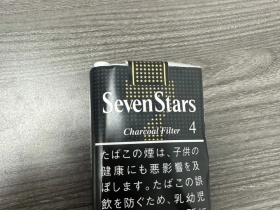 7
Seven Stars
Charcoal Filter 4
たばこの煙は、子供の
健康にも悪影響を及
ぼします。たばこの誤
飲を防ぐため、乳幼児